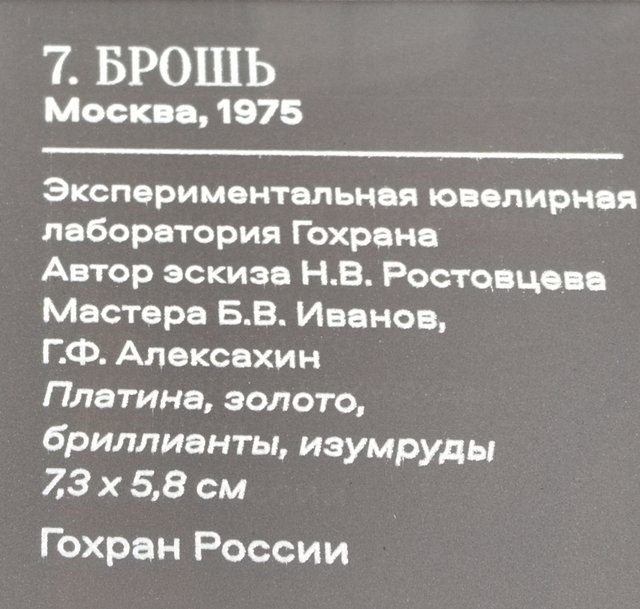 7. БРОШЬ
Москва, 1975
Экспериментальная ювелирная
лаборатория Гохрана
Автор эскиза Н.В. Ростовцева
Мастера Б.В. Иванов,
Г.Ф. Алексахин
Платина, золото,
бриллианты, изумруды
7,3 x 5,8 см
Гохран России